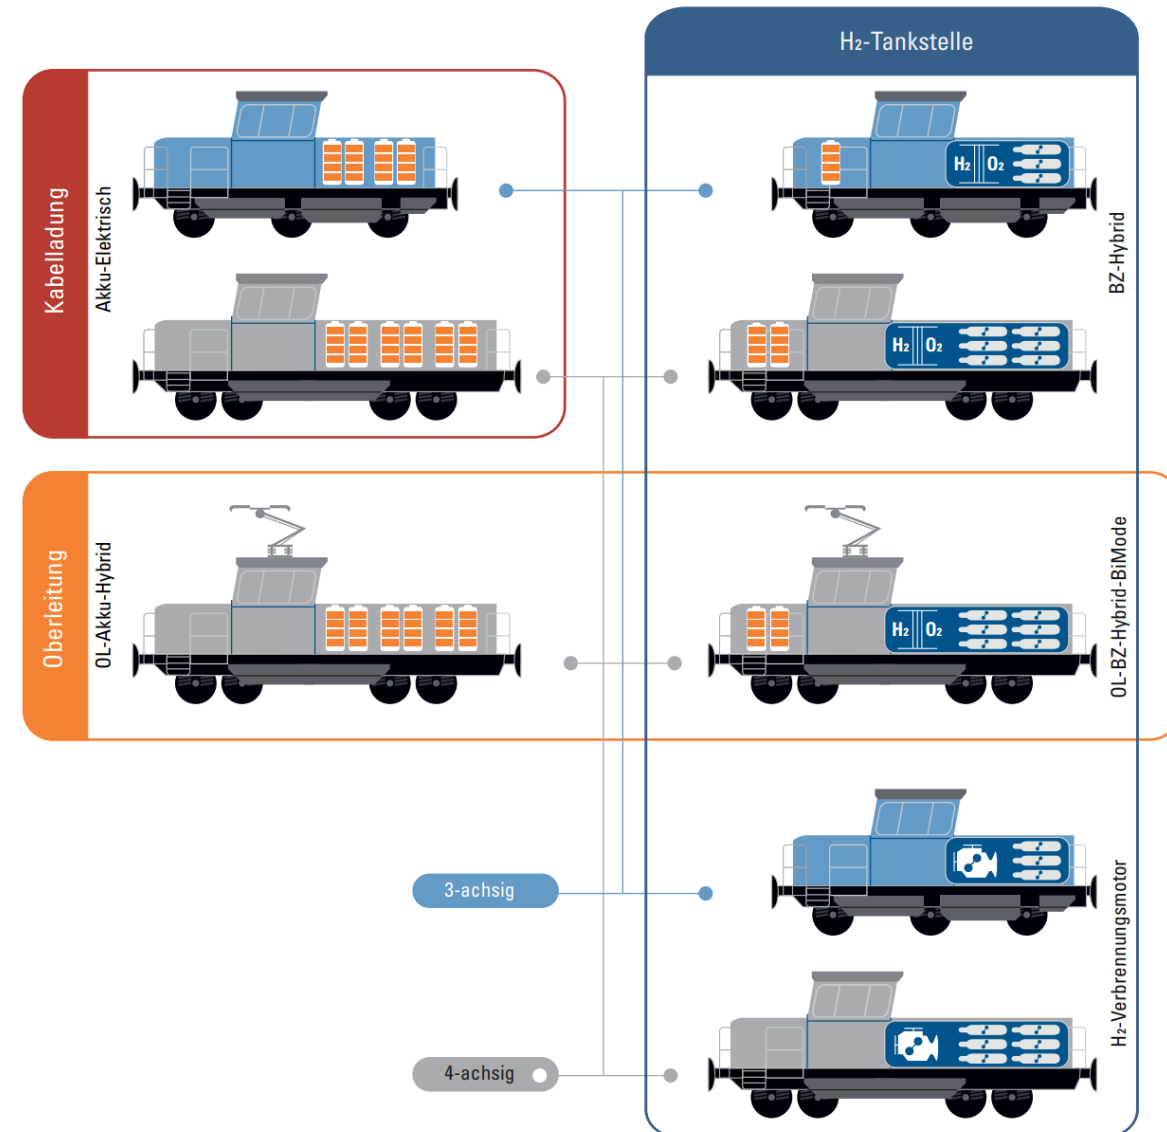 H₂-Tankstelle
Kabelladung
Akku-Elektrisch
H₂ O₂
BZ-Hybrid
H₂ O₂
Oberleitung
OL-Akku-Hybrid
H₂ O₂
OL-BZ-Hybrid-BiMode
3-achsig
H₂-Verbrennungsmotor
4-achsig